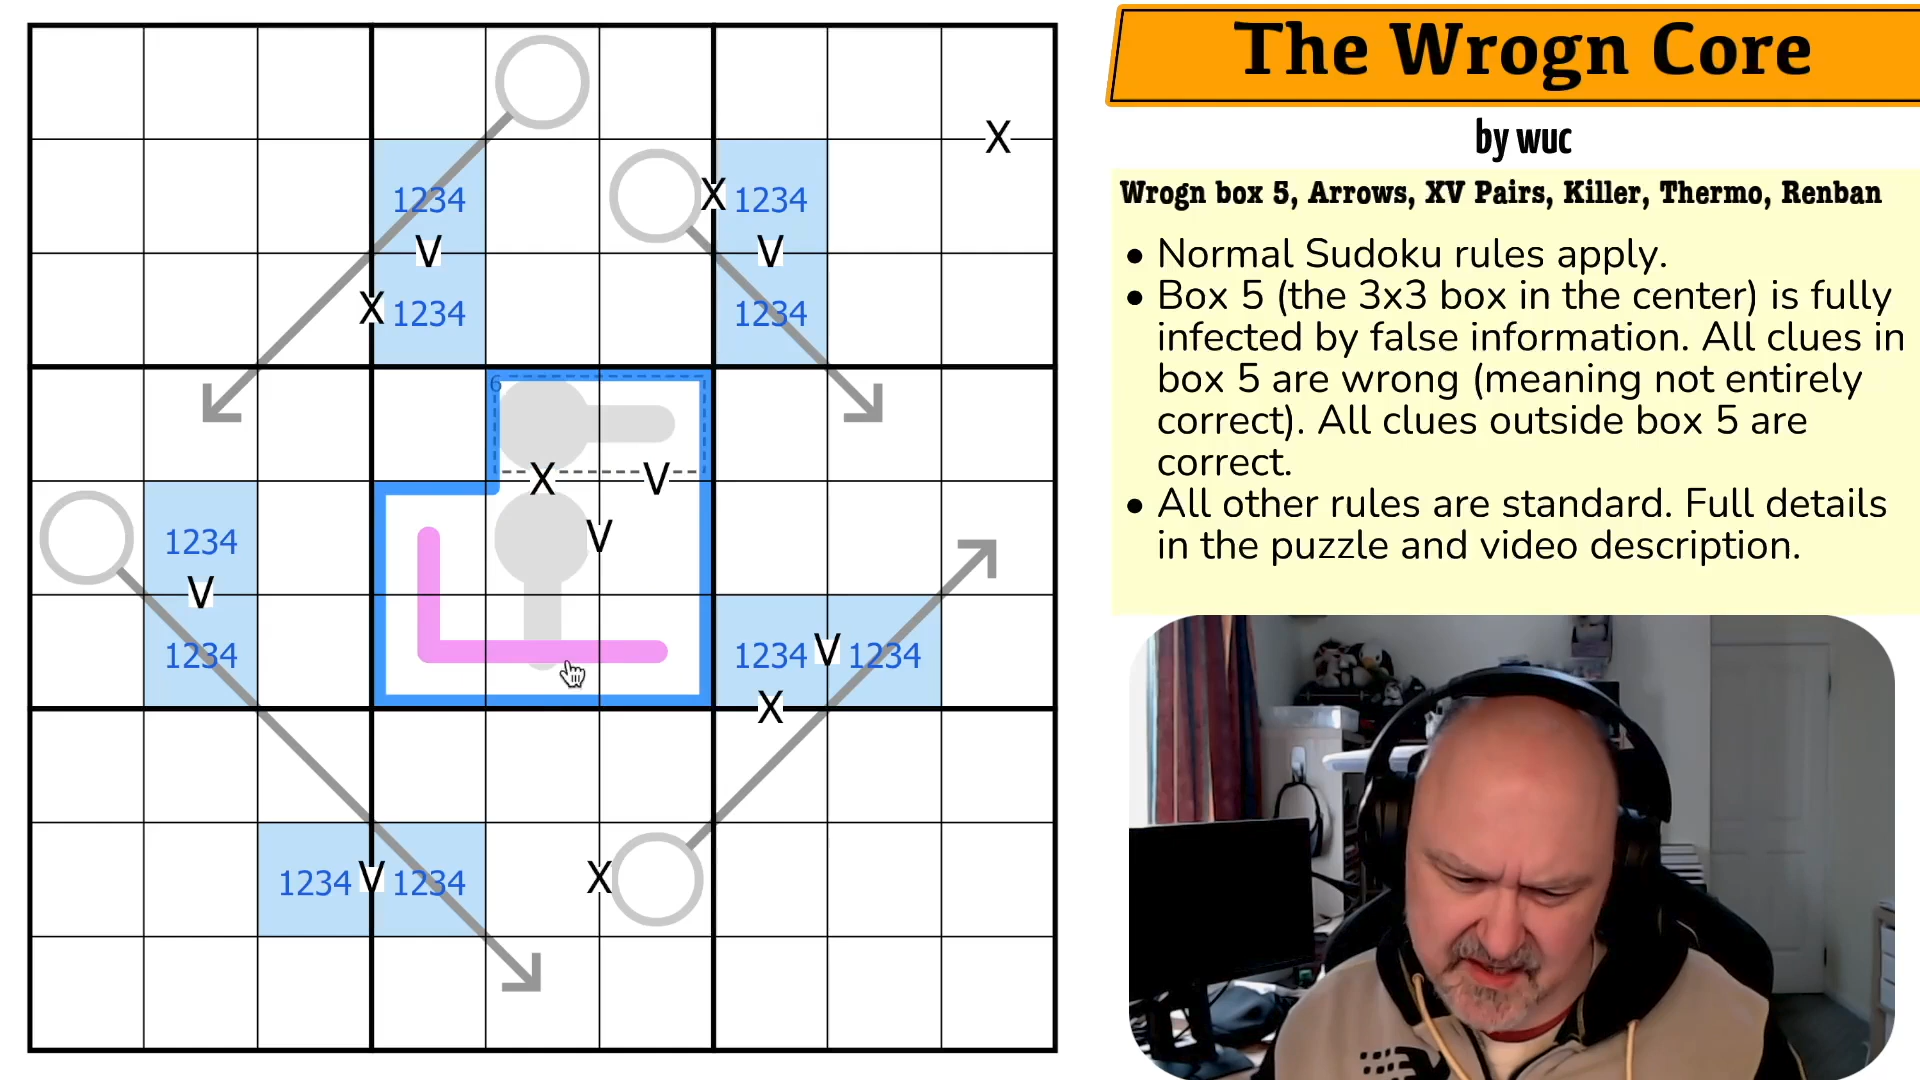 The Wrogn Core
by wuc
Wrogn box 5, Arrows, XV Pairs, Killer, Thermo, Renban
• Normal Sudoku rules apply.
• Box 5 (the 3x3 box in the center) is fully
infected by false information. All clues in
box 5 are wrong (meaning not entirely
correct). All clues outside box 5 are
correct.
• All other rules are standard. Full details
in the puzzle and video description.
X
1234 X 1234
V V
X 1234 1234
6
X V
1234 V
V
1234 1234 V 1234
X
1234 V 1234 X